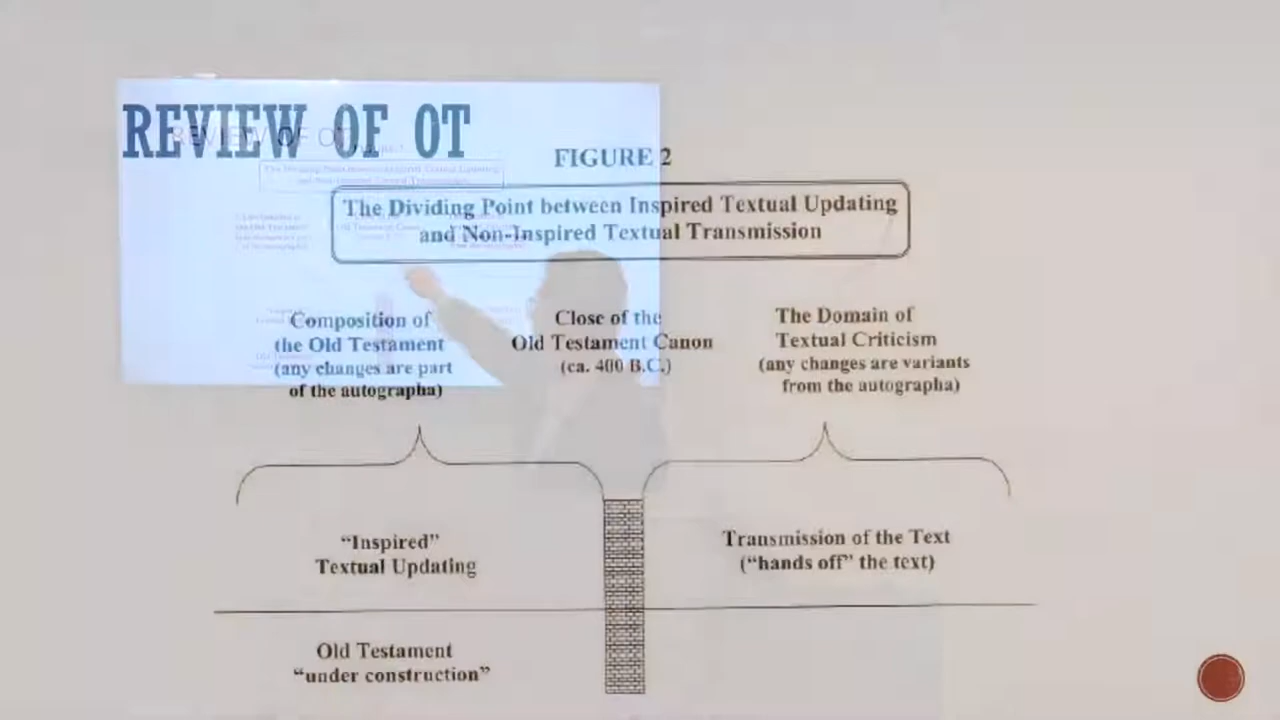 REVIEW OF OT
REVIEW OF OT
FIGURE 2
The Dividing Point between Inspired Textual Updating
and Non-Inspired Textual Transmission
Composition of
the Old Testament
(any changes are part
of the autographa)
Close of the
Old Testament Canon
(ca. 400 B.C.)
The Domain of
Textual Criticism
(any changes are variants
from the autographa)
“Inspired”
Textual Updating
Transmission of the Text
(“hands off” the text)
Old Testament
“under construction”